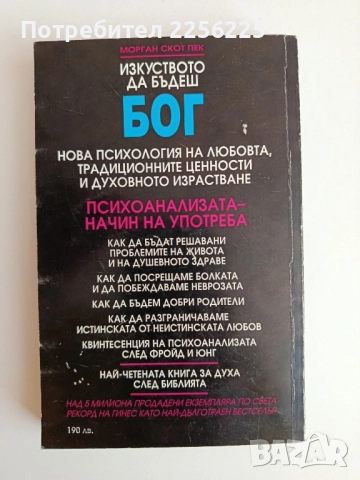 Потребител 2256200
МОРГАН СКОТ ПЕК
ИЗКУСТВОТО
ДА БЪДЕШ
БОГ
НОВА ПСИХОЛОГИЯ НА ЛЮБОВТА,
ТРАДИЦИОННИТЕ ЦЕННОСТИ
И ДУХОВНОТО ИЗРАСТВАНЕ
ПСИХОАНАЛИЗАТА-
НАЧИН НА УПОТРЕБА
КАК ДА БЪДАТ РЕШАВАНИ
ПРОБЛЕМИТЕ НА ЖИВОТА
И НА ДУШЕВНОТО ЗДРАВЕ
КАК ДА ПОСРЕЩАМЕ БОЛКАТА
И ДА ПОБЕЖДАВАМЕ НЕВРОЗАТА
КАК ДА БЪДЕМ ДОБРИ РОДИТЕЛИ
КАК ДА РАЗГРАНИЧАВАМЕ
ИСТИНСКАТА ОТ НЕИСТИНСКАТА ЛЮБОВ
КВИНТЕСЕНЦИЯ НА ПСИХОАНАЛИЗАТА
СЛЕД ФРОЙД И ЮНГ
НАЙ-ЧЕТЕНАТА КНИГА ЗА ДУХА
СЛЕД БИБЛИЯТА
НАД 5 МИЛИОНА ПРОДАДЕНИ ЕКЗЕМПЛЯРА ПО СВЕТА
РЕКОРД НА ГИНЕС КАТО НАЙ-ДЪЛГОТРАЕН БЕСТСЕЛЪР
190 лв.
bazar